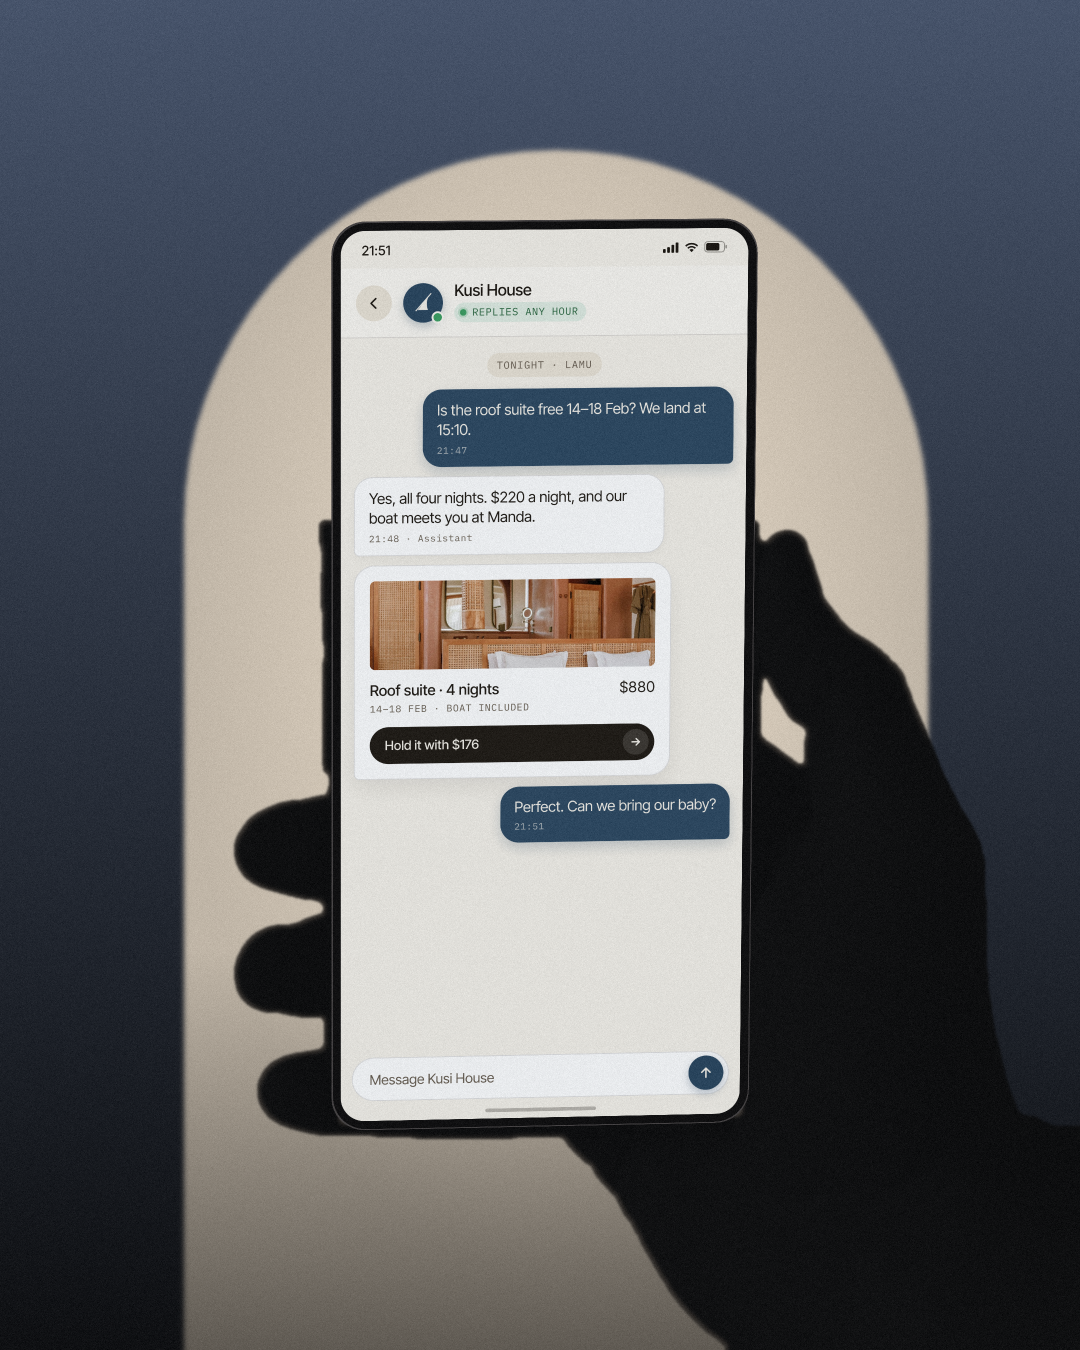 21:51
Kusi House
REPLIES ANY HOUR
TONIGHT · LAMU
Is the roof suite free 14–18 Feb? We land at
15:10.
21:47
Yes, all four nights. $220 a night, and our
boat meets you at Manda.
21:48 · Assistant
Roof suite · 4 nights $880
14–18 FEB · BOAT INCLUDED
Hold it with $176
Perfect. Can we bring our baby?
21:51
Message Kusi House